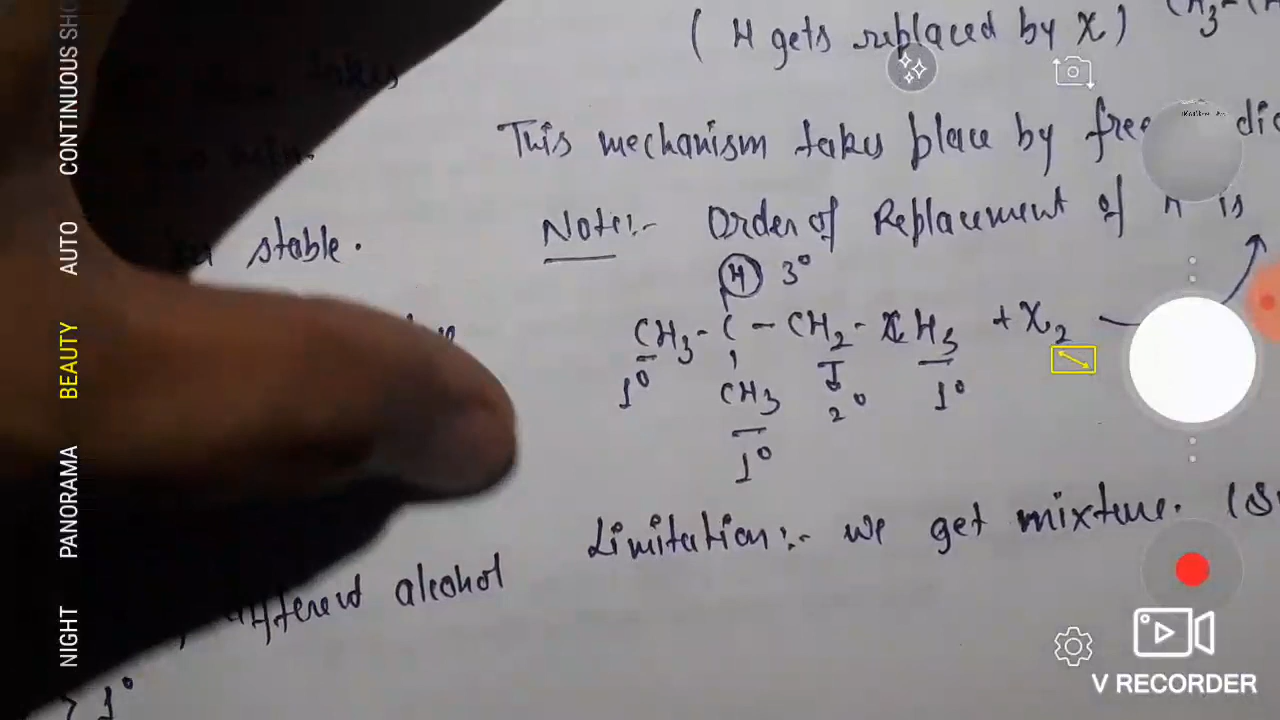 ( H gets replaced by X) CH3-
This mechanism takes place by free
stable. Note:- Order of Replacement of H is
H 3°
CH3 - C - CH2 - CH3 + X2
1° CH3 2° 1°
1°
Limitation:- we get mixture.
alcohol
> 1°
NIGHT PANORAMA BEAUTY AUTO CONTINUOUS SHO
V RECORDER